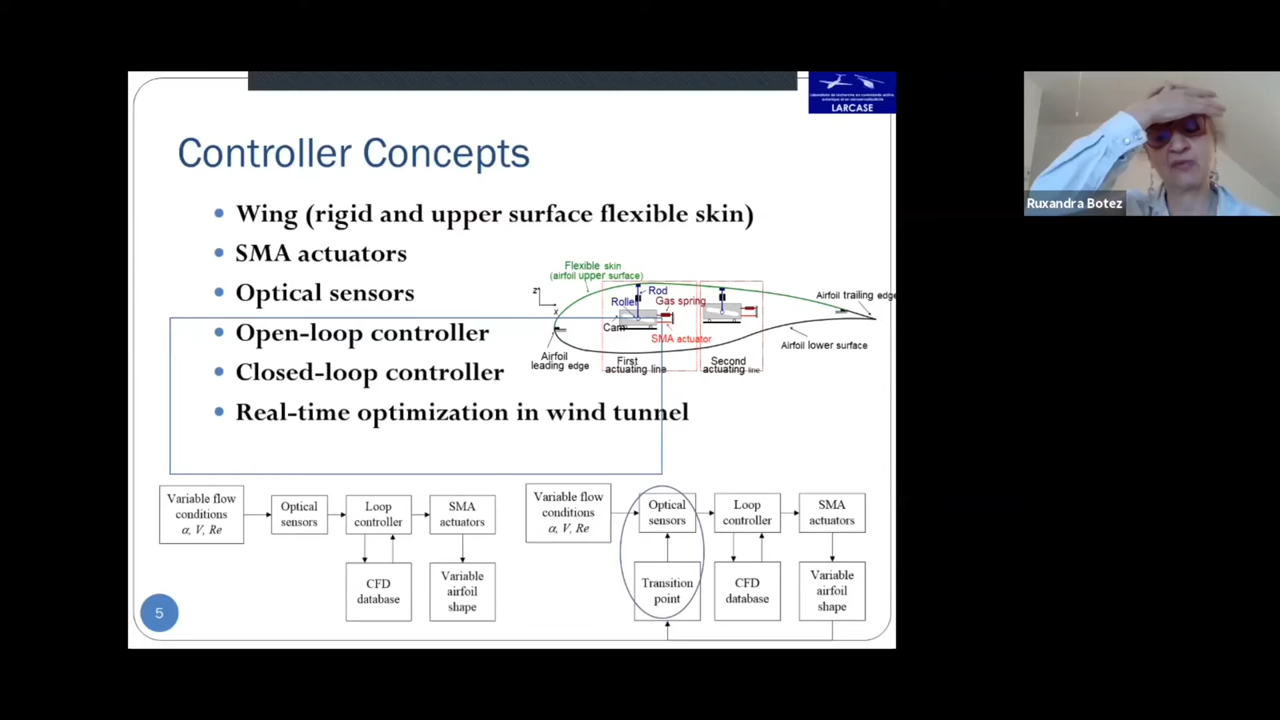 LARCASE
Controller Concepts
Wing (rigid and upper surface flexible skin)
SMA actuators
Optical sensors
Open-loop controller
Closed-loop controller
Real-time optimization in wind tunnel
Flexible skin
(airfoil upper surface)
z
x
Rod
Roller
Gas spring
Cam
SMA actuator
Airfoil trailing edge
Airfoil lower surface
Airfoil
leading edge
First
actuating line
Second
actuating line
Variable flow
conditions
α, V, Re
Optical
sensors
Loop
controller
SMA
actuators
CFD
database
Variable
airfoil
shape
Variable flow
conditions
α, V, Re
Optical
sensors
Loop
controller
SMA
actuators
Transition
point
CFD
database
Variable
airfoil
shape
5
Ruxandra Botez